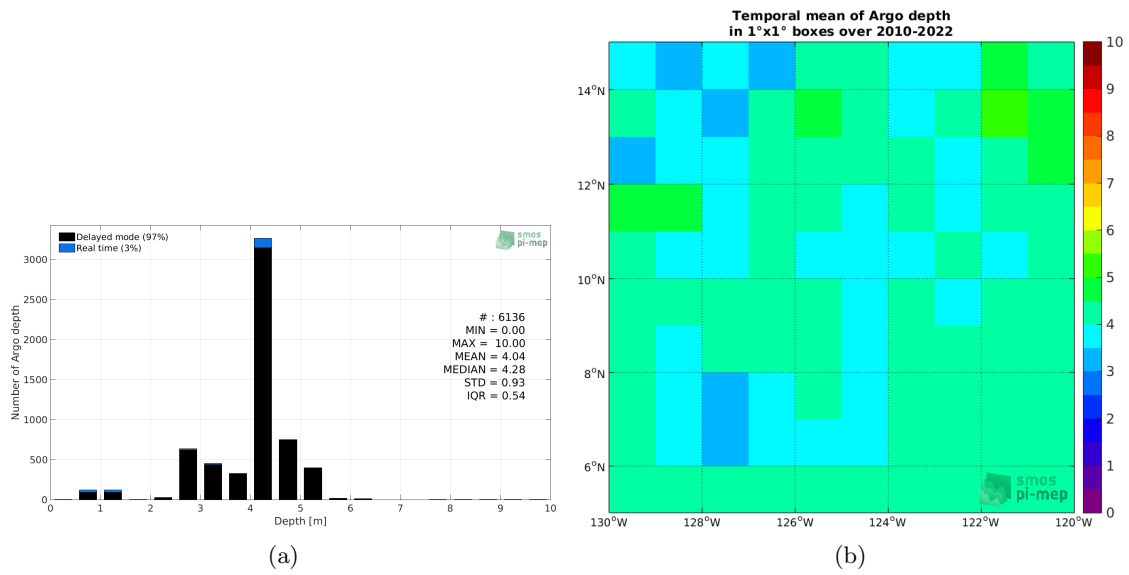 Delayed mode (97%)
Real time (3%)
smos
pi-mep
# : 6136
MIN = 0.00
MAX = 10.00
MEAN = 4.04
MEDIAN = 4.28
STD = 0.93
IQR = 0.54
Number of Argo depth
3000
2500
2000
1500
1000
500
0
0 1 2 3 4 5 6 7 8 9 10
Depth [m]
(a)
Temporal mean of Argo depth
in 1°x1° boxes over 2010-2022
14°N
12°N
10°N
8°N
6°N
130°W 128°W 126°W 124°W 122°W 120°W
smos
pi-mep
10
9
8
7
6
5
4
3
2
1
0
(b)